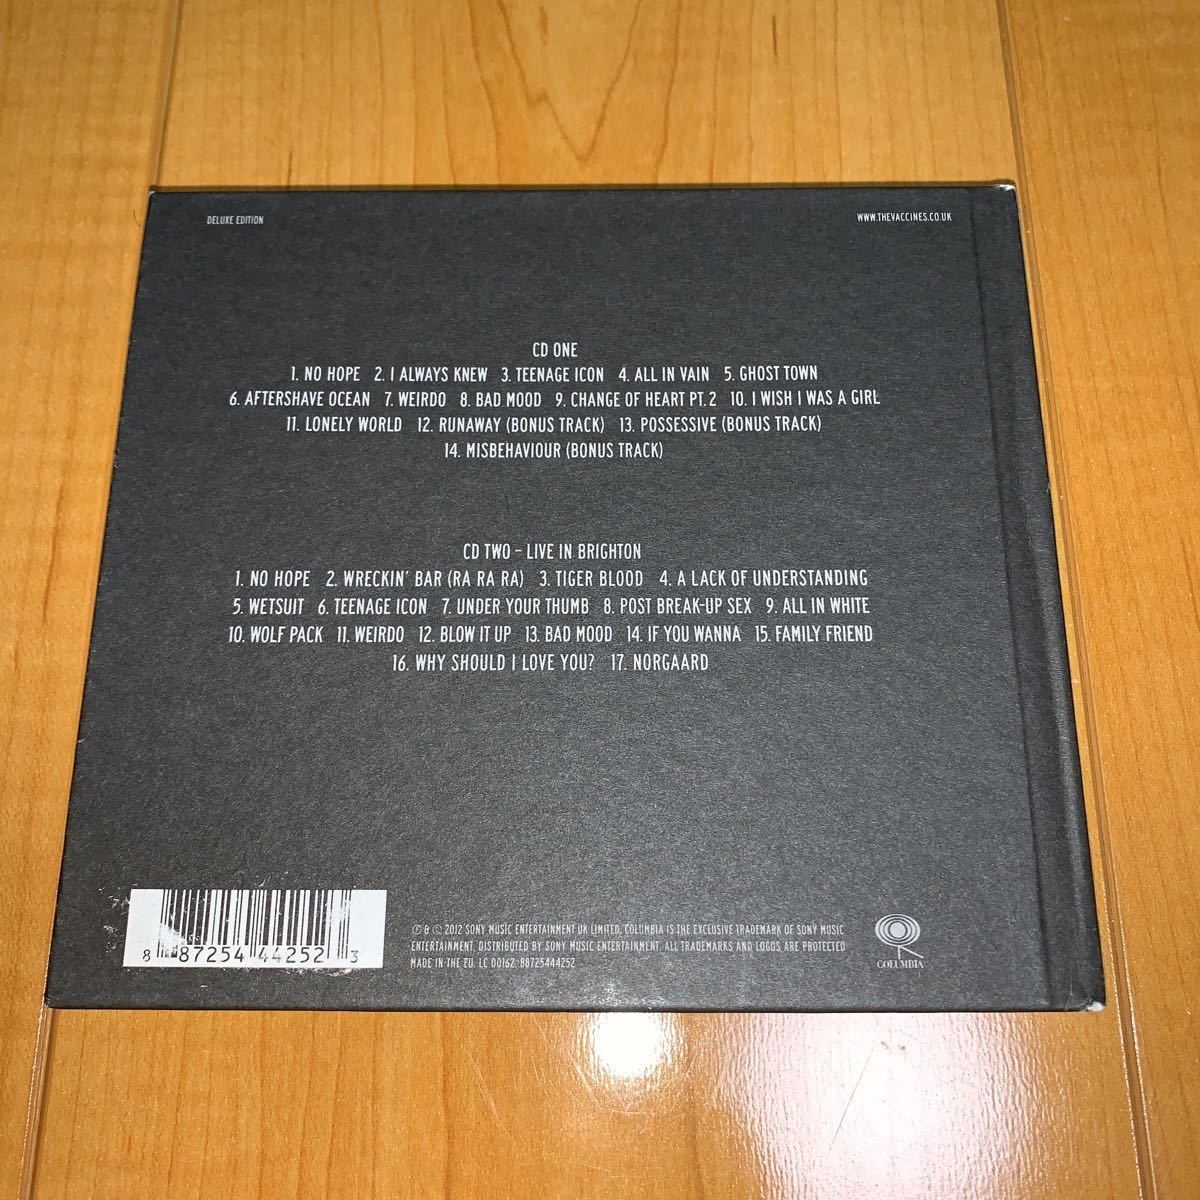 DELUXE EDITION
WWW.THEVACCINES.CO.UK
CD ONE
1. NO HOPE 2. I ALWAYS KNEW 3. TEENAGE ICON 4. ALL IN VAIN 5. GHOST TOWN
6. AFTERSHAVE OCEAN 7. WEIRDO 8. BAD MOOD 9. CHANGE OF HEART PT. 2 10. I WISH I WAS A GIRL
11. LONELY WORLD 12. RUNAWAY (BONUS TRACK) 13. POSSESSIVE (BONUS TRACK)
14. MISBEHAVIOUR (BONUS TRACK)
CD TWO – LIVE IN BRIGHTON
1. NO HOPE 2. WRECKIN' BAR (RA RA RA) 3. TIGER BLOOD 4. A LACK OF UNDERSTANDING
5. WETSUIT 6. TEENAGE ICON 7. UNDER YOUR THUMB 8. POST BREAK-UP SEX 9. ALL IN WHITE
10. WOLF PACK 11. WEIRDO 12. BLOW IT UP 13. BAD MOOD 14. IF YOU WANNA 15. FAMILY FRIEND
16. WHY SHOULD I LOVE YOU? 17. NORGAARD
8 87254 44252 3
℗ & © 2012 SONY MUSIC ENTERTAINMENT UK LIMITED. COLUMBIA IS THE EXCLUSIVE TRADEMARK OF SONY MUSIC
ENTERTAINMENT. DISTRIBUTED BY SONY MUSIC ENTERTAINMENT. ALL TRADEMARKS AND LOGOS ARE PROTECTED
MADE IN THE EU. LC 00162. 88725444252
COLUMBIA